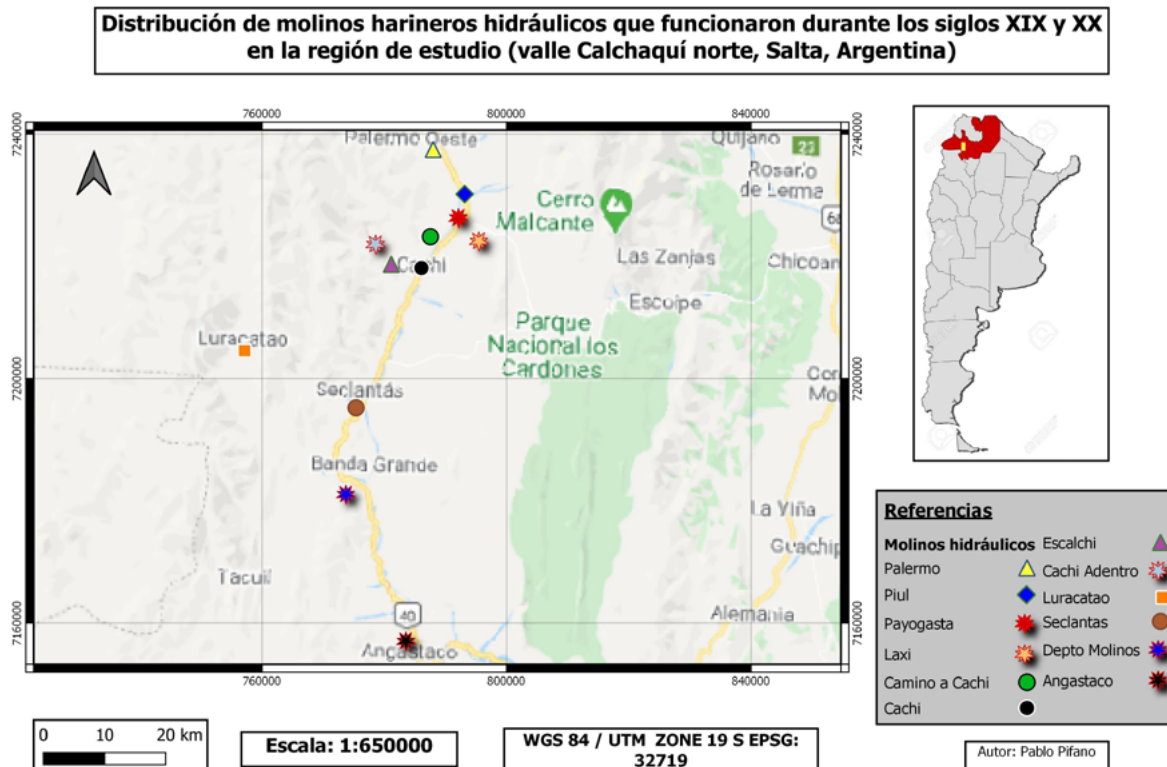 Distribución de molinos harineros hidráulicos que funcionaron durante los siglos XIX y XX
en la región de estudio (valle Calchaquí norte, Salta, Argentina)
760000
800000
840000
7240000
7240000
Palermo Oeste
Quijano
23
Rosario
de Lerma
Cerro
Malcante
68
Las Zanjas
Chicoan
Cachi
Escoipe
Parque
Nacional los
Cardones
Luracatao
7200000
7200000
Seclantás
Banda Grande
La Viña
Guachip
Tacuil
40
Alemania
7160000
7160000
Angastaco
760000
800000
840000
Referencias
Molinos hidráulicos
Palermo
Piul
Payogasta
Laxi
Camino a Cachi
Cachi
Escalchi
Cachi Adentro
Luracatao
Seclantas
Depto Molinos
Angastaco
0 10 20 km
Escala: 1:650000
WGS 84 / UTM ZONE 19 S EPSG:
32719
Autor: Pablo Pifano